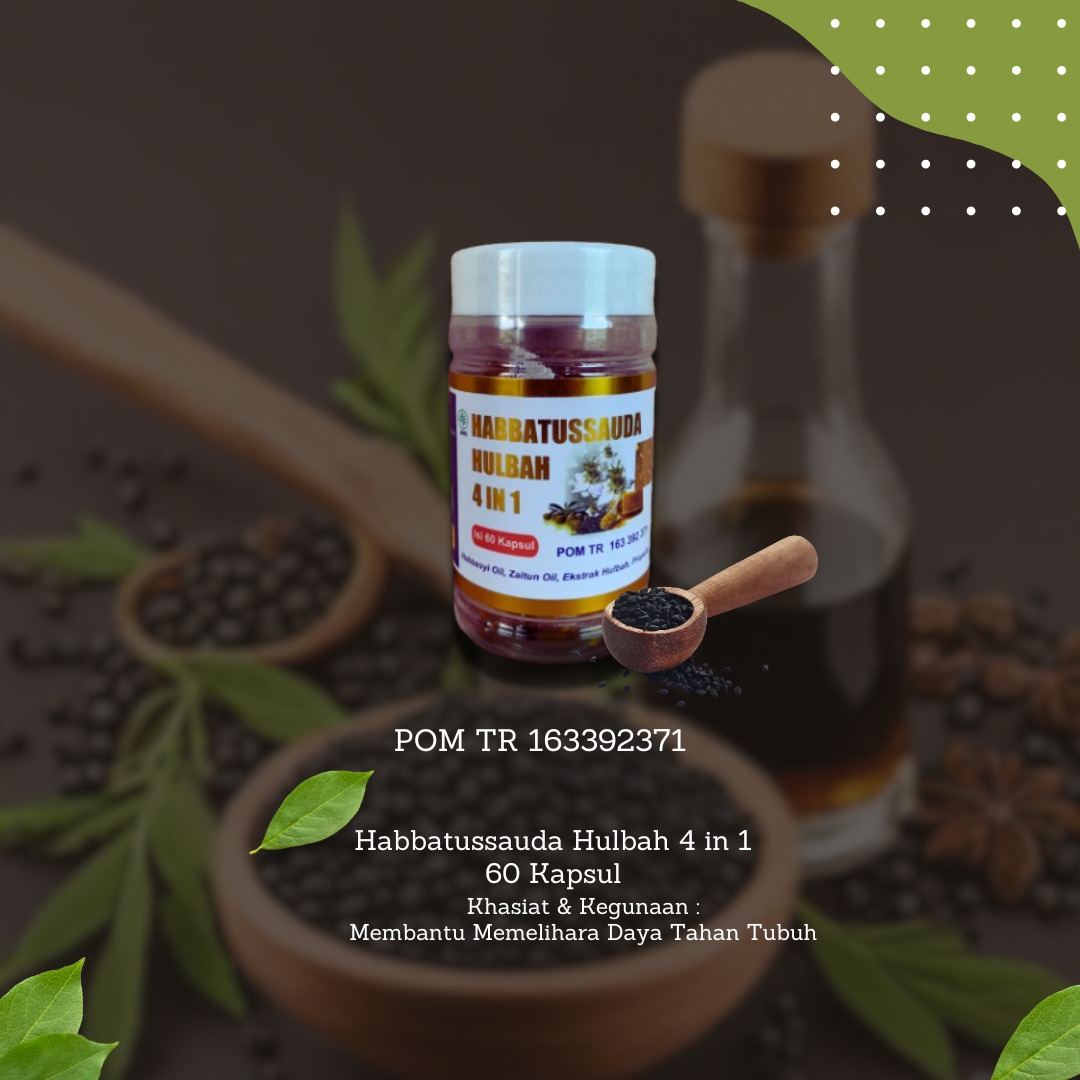 HABBATUSSAUDA
HULBAH
4 IN 1
Isi 60 Kapsul
POM TR 163 392 371
Habbasyi Oil, Zaitun Oil, Ekstrak Hulbah,
POM TR 163392371
Habbatussauda Hulbah 4 in 1
60 Kapsul
Khasiat & Kegunaan :
Membantu Memelihara Daya Tahan Tubuh